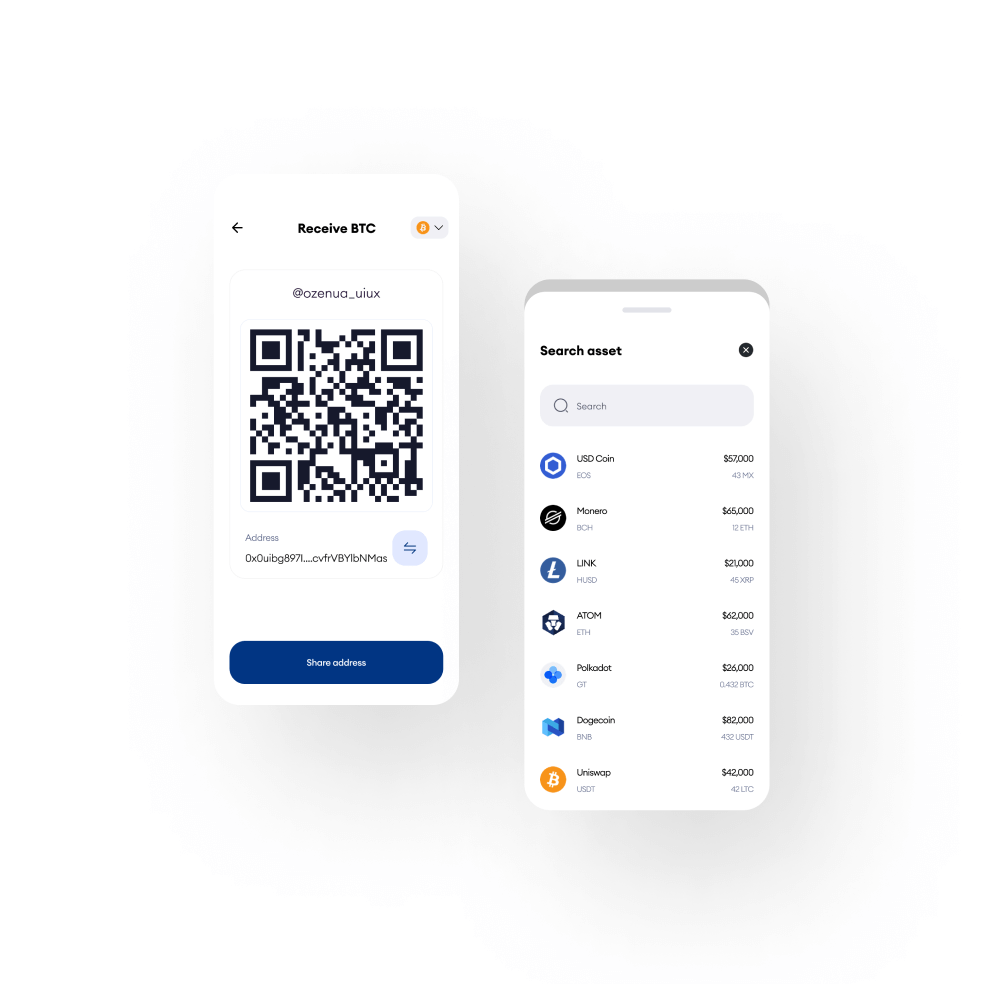 Receive BTC
@ozenua_uiux
Address
0x0uibg897I....cvfrVBYlbNMas
Share address
Search asset
Search
USD Coin $57,000
EOS 43 MX
Monero $65,000
BCH 12 ETH
LINK $21,000
HUSD 45 XRP
ATOM $62,000
ETH 35 BSV
Polkadot $26,000
GT 0.432 BTC
Dogecoin $82,000
BNB 432 USDT
Uniswap $42,000
USDT 42 LTC